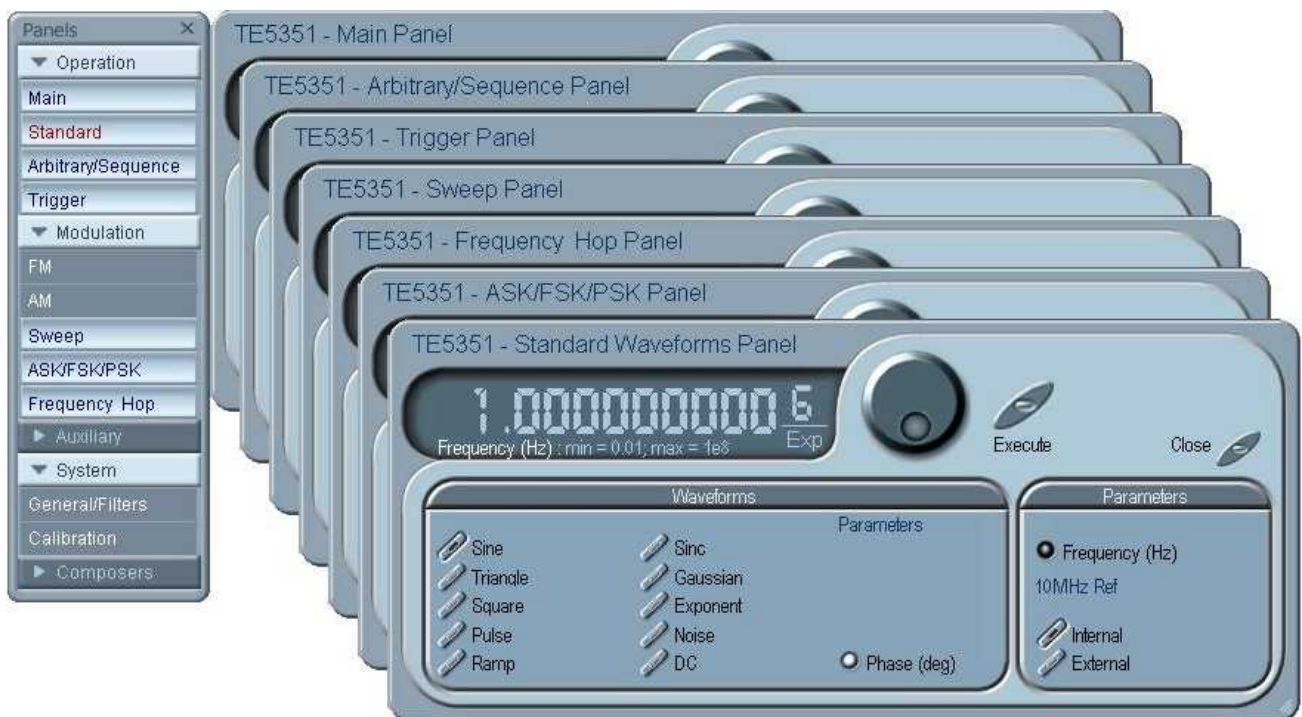 Panels ×
Operation
Main
Standard
Arbitrary/Sequence
Trigger
Modulation
FM
AM
Sweep
ASK/FSK/PSK
Frequency Hop
Auxiliary
System
General/Filters
Calibration
Composers
TE5351 - Main Panel
TE5351 - Arbitrary/Sequence Panel
TE5351 - Trigger Panel
TE5351 - Sweep Panel
TE5351 - Frequency Hop Panel
TE5351 - ASK/FSK/PSK Panel
TE5351 - Standard Waveforms Panel
1.000000000 6
Exp
Frequency (Hz) : min = 0.01; max = 1e8
Execute
Close
Waveforms
Parameters
Sine
Triangle
Square
Pulse
Ramp
Sinc
Gaussian
Exponent
Noise
DC
Phase (deg)
Parameters
Frequency (Hz)
10MHz Ref
Internal
External